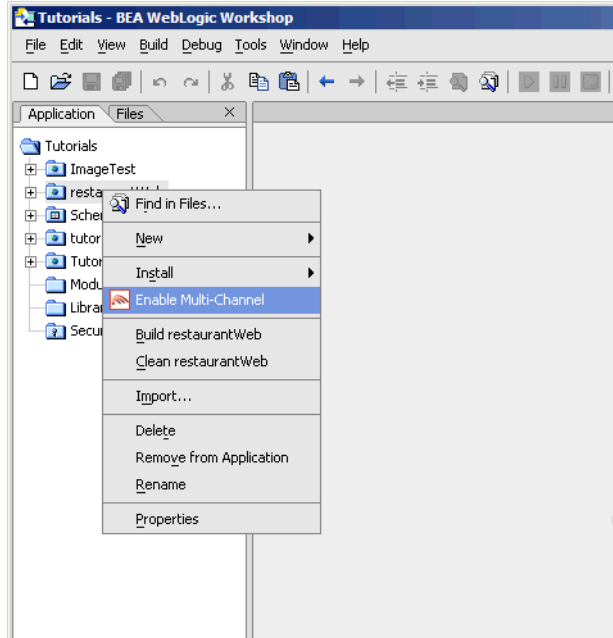 Tutorials - BEA WebLogic Workshop
File Edit View Build Debug Tools Window Help
Application Files
Tutorials
ImageTest
Find in Files...
New
Install
Enable Multi-Channel
Build restaurantWeb
Clean restaurantWeb
Import...
Delete
Remove from Application
Rename
Properties